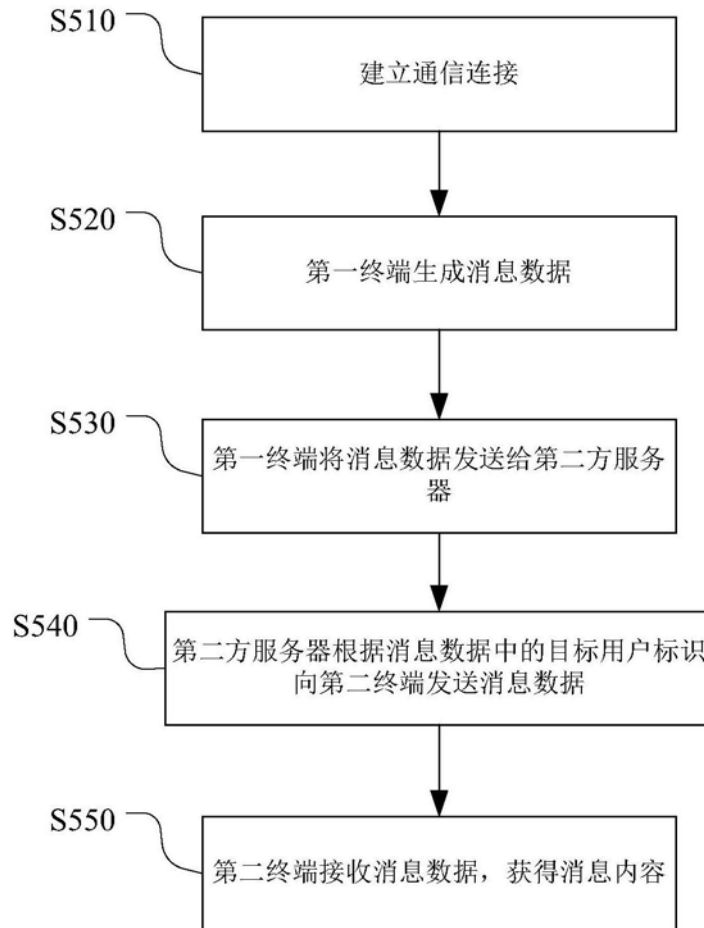 S510
建立通信连接
S520
第一终端生成消息数据
S530
第一终端将消息数据发送给第二方服务
器
S540
第二方服务器根据消息数据中的目标用户标识
向第二终端发送消息数据
S550
第二终端接收消息数据，获得消息内容